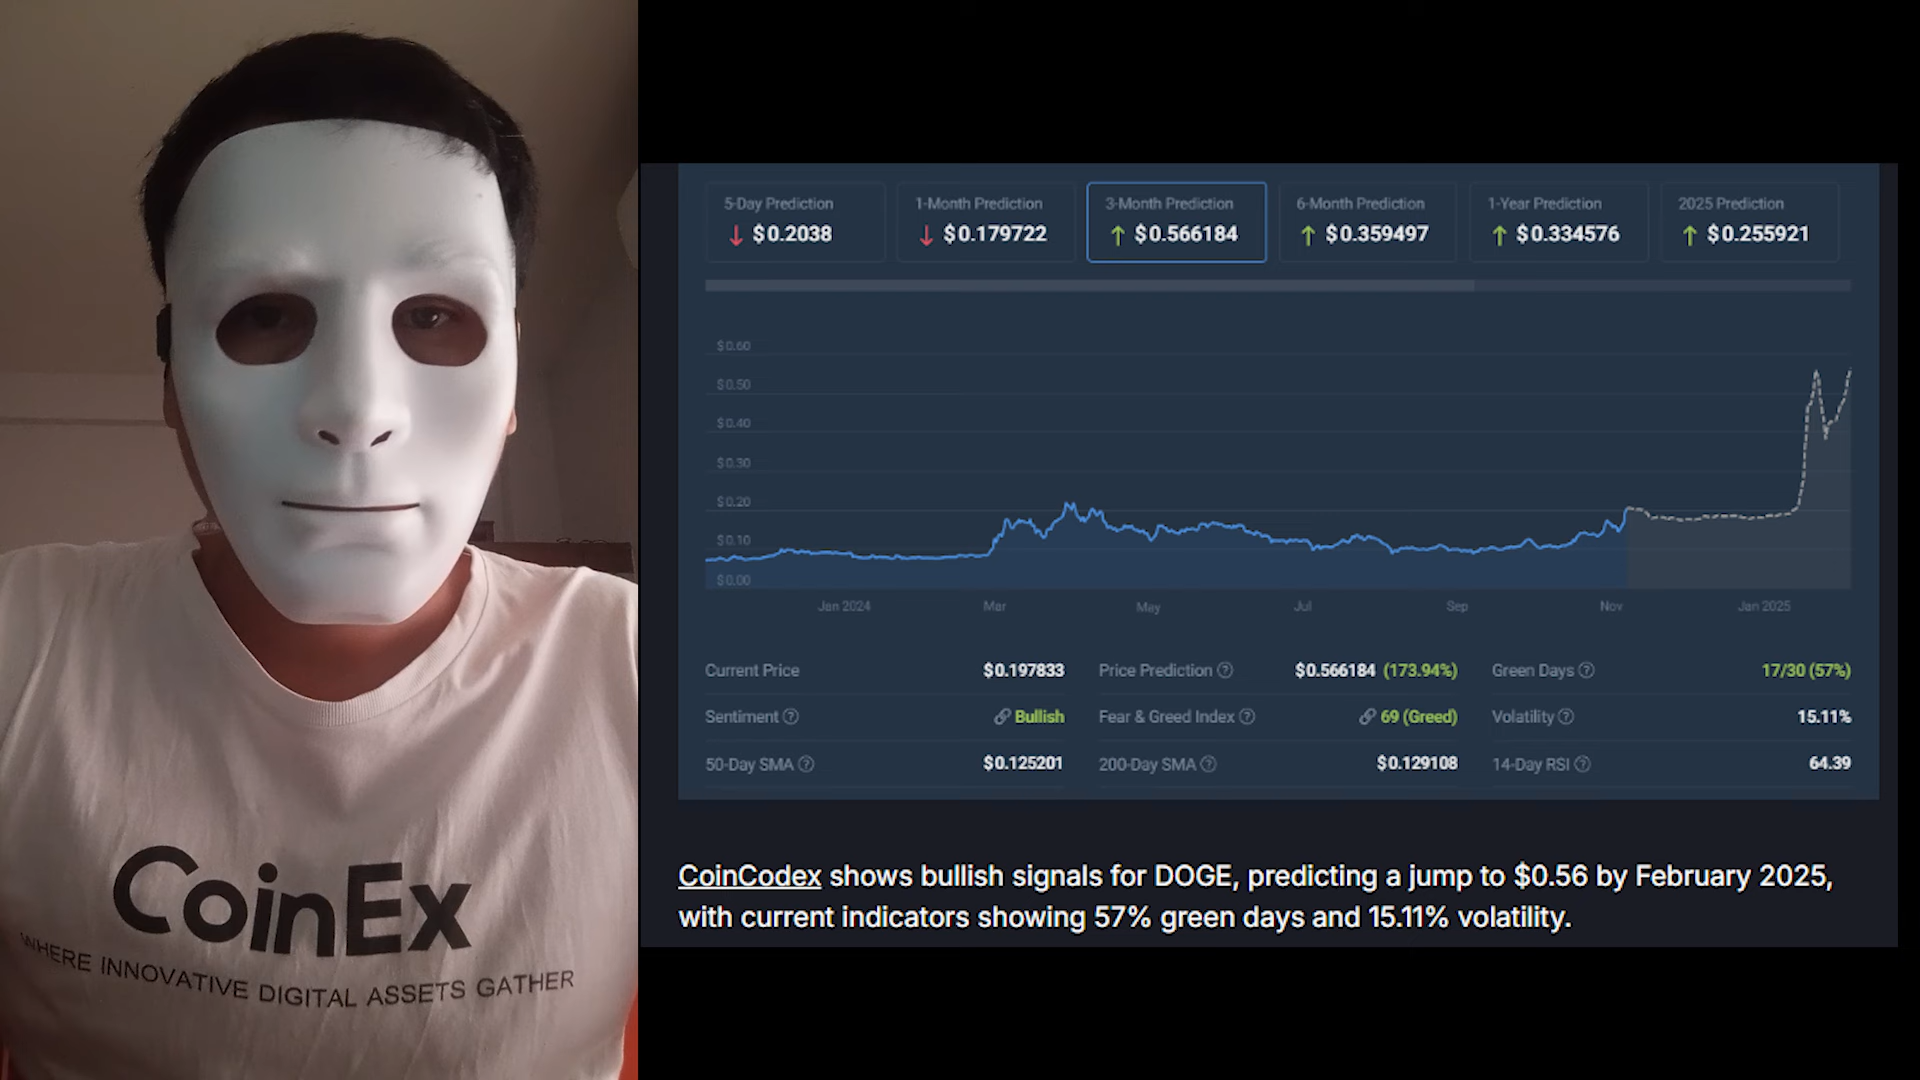 CoinEx
WHERE INNOVATIVE DIGITAL ASSETS GATHER
5-Day Prediction
↓ $0.2038
1-Month Prediction
↓ $0.179722
3-Month Prediction
↑ $0.566184
6-Month Prediction
↑ $0.359497
1-Year Prediction
↑ $0.334576
2025 Prediction
↑ $0.255921
$0.60
$0.50
$0.40
$0.30
$0.20
$0.10
$0.00
Jan 2024 Mar May Jul Sep Nov Jan 2025
Current Price $0.197833 Price Prediction ? $0.566184 (173.94%) Green Days ? 17/30 (57%)
Sentiment ? Bullish Fear & Greed Index ? 69 (Greed) Volatility ? 15.11%
50-Day SMA ? $0.125201 200-Day SMA ? $0.129108 14-Day RSI ? 64.39
CoinCodex shows bullish signals for DOGE, predicting a jump to $0.56 by February 2025,
with current indicators showing 57% green days and 15.11% volatility.